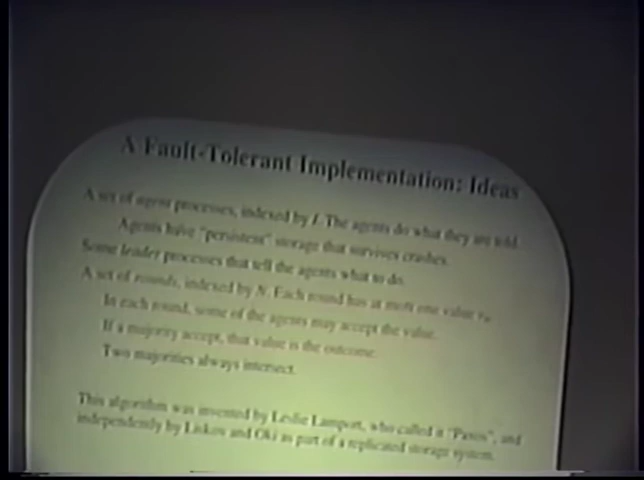 A Fault-Tolerant Implementation: Ideas
A set of agent processes, indexed by I. The agents do what they are told.
Agents have "persistent" storage that survives crashes.
Some leader processes that tell the agents what to do.
A set of rounds, indexed by N. Each round has at most one value vₙ.
In each round, some of the agents may accept the value.
If a majority accept, that value is the outcome.
Two majorities always intersect.
This algorithm was invented by Leslie Lamport, who called it "Paxos", and
independently by Liskov and Oki as part of a replicated storage system.